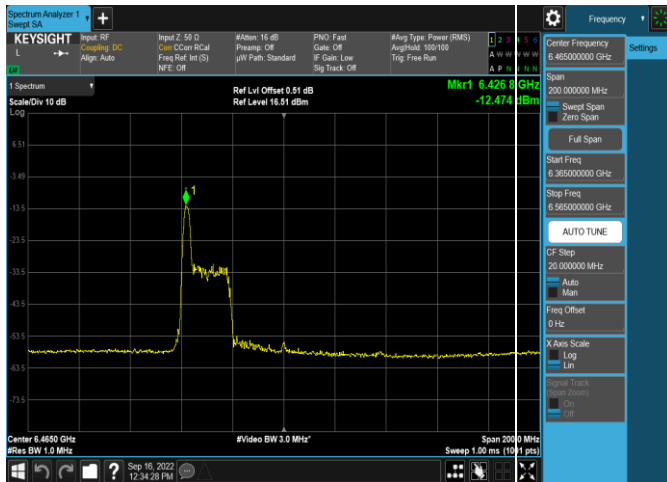 Spectrum Analyzer 1
Swept SA
+
Frequency
KEYSIGHT
L
Input: RF
Coupling: DC
Align: Auto
Input Z: 50 Ω
Corr CCorr RCal
Freq Ref: Int (S)
NFE: Off
#Atten: 16 dB
Preamp: Off
µW Path: Standard
PNO: Fast
Gate: Off
IF Gain: Low
Sig Track: Off
#Avg Type: Power (RMS)
Avg|Hold: 100/100
Trig: Free Run
1 2 3 4 5 6
A W W W W W
A P N N N N
1 Spectrum
Scale/Div 10 dB
Log
Ref Lvl Offset 0.51 dB
Ref Level 16.51 dBm
Mkr1 6.426 8 GHz
-12.474 dBm
6.51
-3.49
-13.5
-23.5
-33.5
-43.5
-53.5
-63.5
-73.5
1
Center 6.4650 GHz
#Res BW 1.0 MHz
#Video BW 3.0 MHz*
Span 200.0 MHz
Sweep 1.00 ms (1001 pts)
?
Sep 16, 2022
12:34:28 PM
Center Frequency
6.465000000 GHz
Settings
Span
200.000000 MHz
Swept Span
Zero Span
Full Span
Start Freq
6.365000000 GHz
Stop Freq
6.565000000 GHz
AUTO TUNE
CF Step
20.000000 MHz
Auto
Man
Freq Offset
0 Hz
X Axis Scale
Log
Lin
Signal Track
(Span Zoom)
On
Off